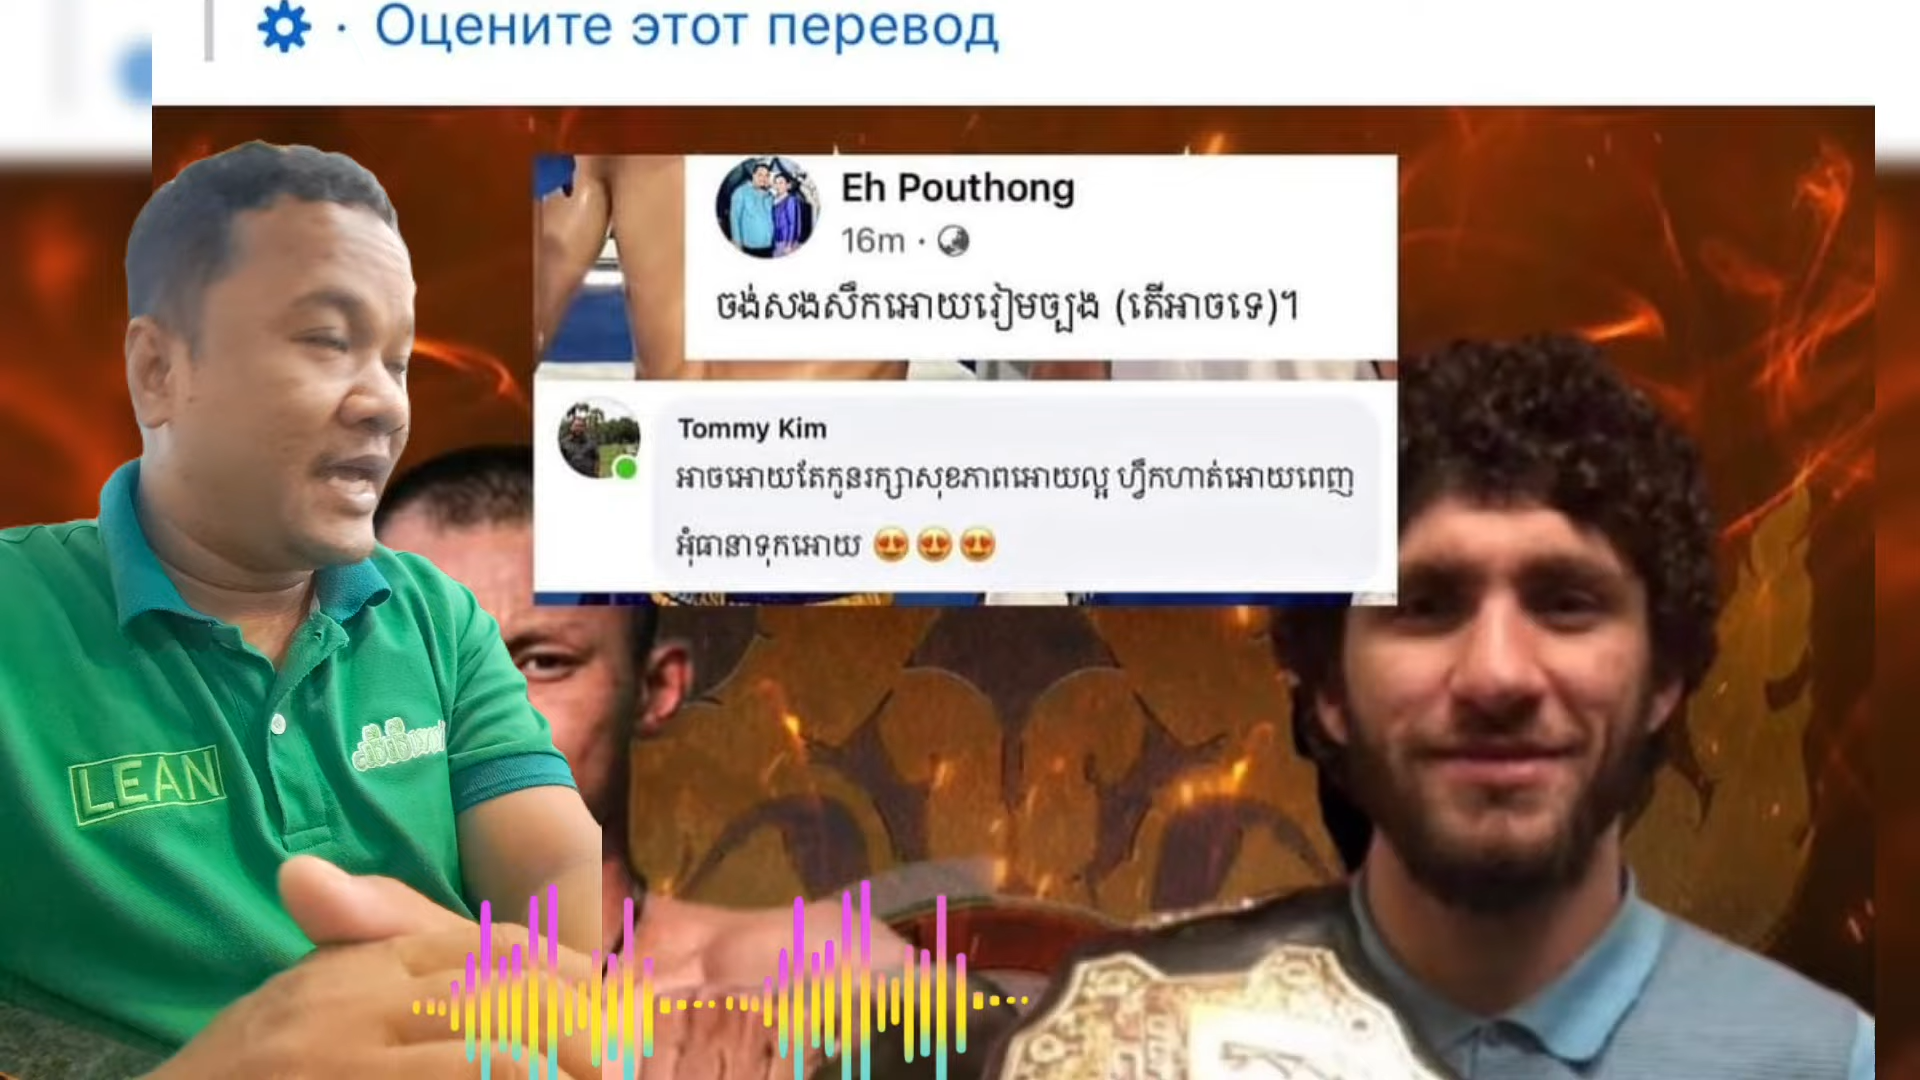 · Оцените этот перевод
Eh Pouthong
16m ·
ចង់សងសឹកអោយរៀមច្បង (តើអាចទេ)។
Tommy Kim
អាចអោយតែកូនរក្សាសុខភាពអោយល្អ ហ្វឹកហាត់អោយពេញ
អ៊ុំធានាទុកអោយ 😍😍😍
LEAN